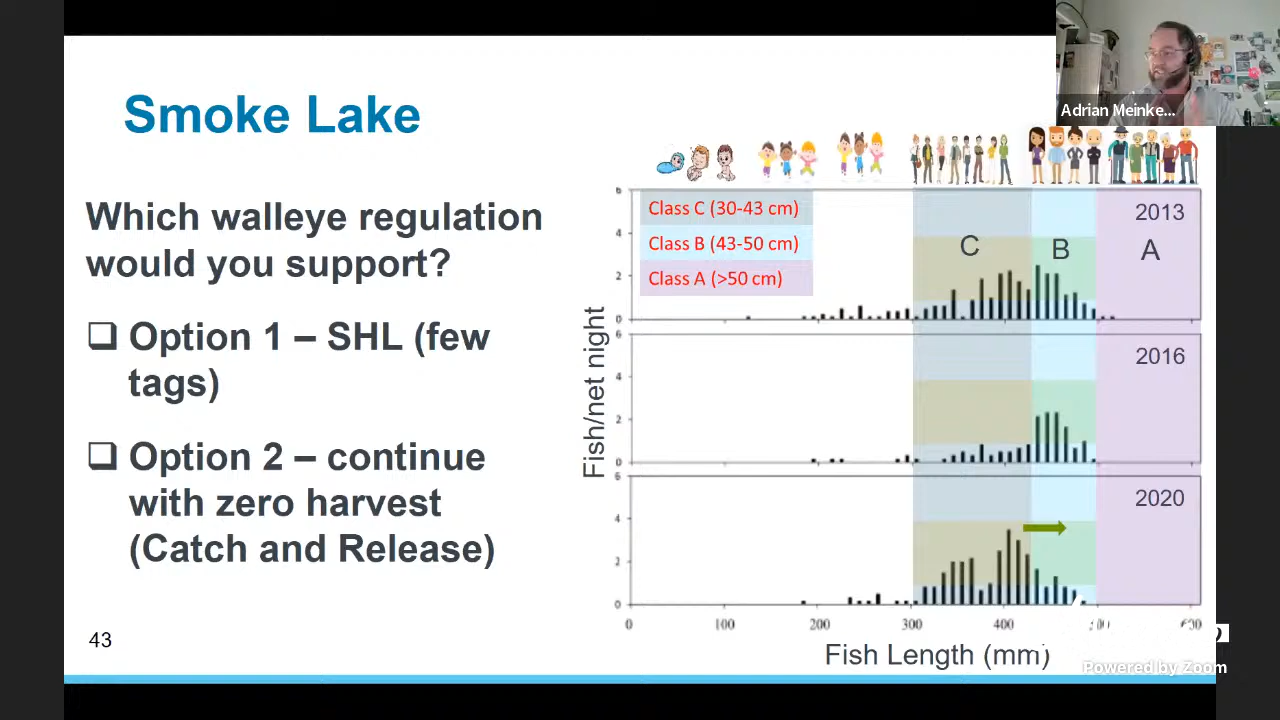 Adrian Meinke...
Smoke Lake
Which walleye regulation
would you support?
❑ Option 1 – SHL (few
tags)
❑ Option 2 – continue
with zero harvest
(Catch and Release)
43
Class C (30-43 cm)
Class B (43-50 cm)
Class A (>50 cm)
C
B
A
2013
6
4
2
0
2016
6
4
2
0
2020
6
4
2
0
0
100
200
300
400
Fish/net night
Fish Length (mm)
Powered by Zoom